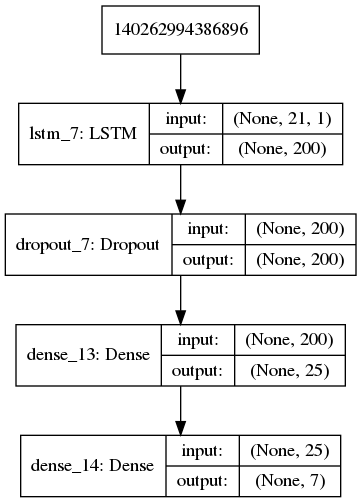 140262994386896
lstm_7: LSTM
input:
(None, 21, 1)
output:
(None, 200)
dropout_7: Dropout
input:
(None, 200)
output:
(None, 200)
dense_13: Dense
input:
(None, 200)
output:
(None, 25)
dense_14: Dense
input:
(None, 25)
output:
(None, 7)